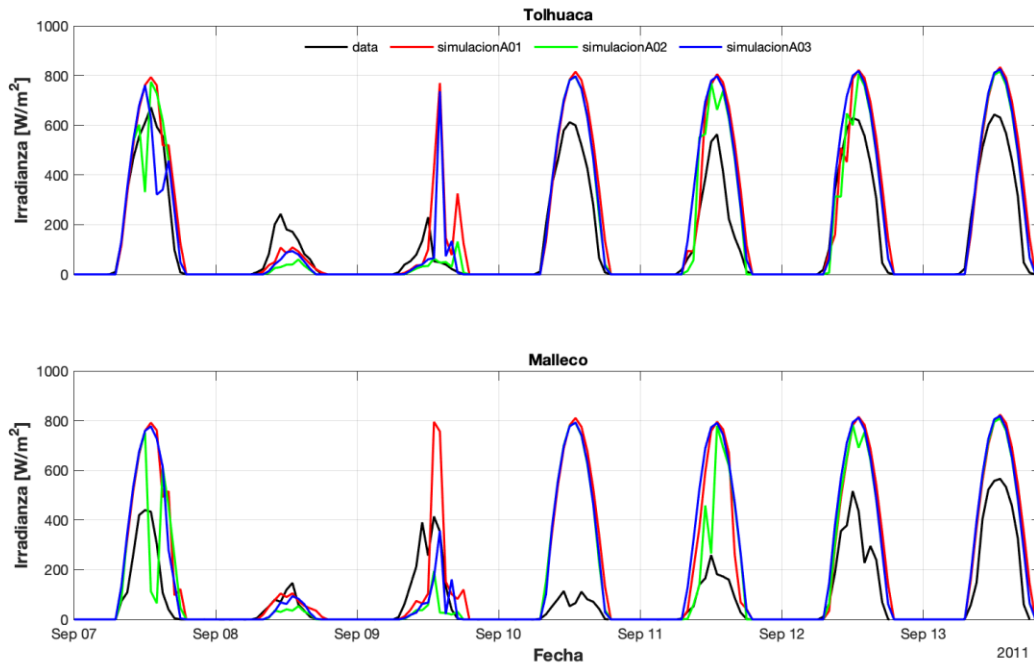 Tolhuaca
1000
800
600
400
200
0
Irradianza [W/m²]
data simulacionA01 simulacionA02 simulacionA03
Malleco
1000
800
600
400
200
0
Irradianza [W/m²]
Sep 07 Sep 08 Sep 09 Sep 10 Sep 11 Sep 12 Sep 13
Fecha
2011